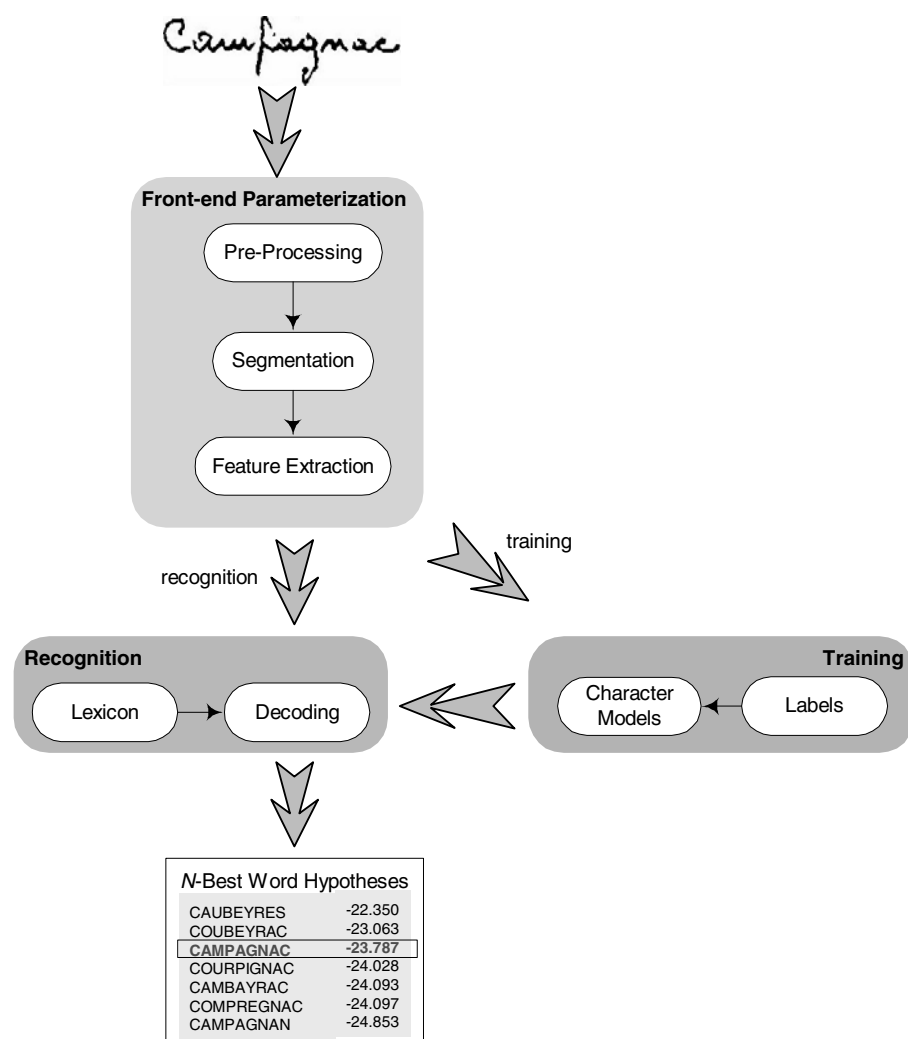 Campagnac
Front-end Parameterization
Pre-Processing
Segmentation
Feature Extraction
recognition
training
Recognition
Lexicon
Decoding
Training
Character
Models
Labels
N-Best Word Hypotheses
CAUBEYRES -22.350
COUBEYRAC -23.063
CAMPAGNAC -23.787
COURPIGNAC -24.028
CAMBAYRAC -24.093
COMPREGNAC -24.097
CAMPAGNAN -24.853